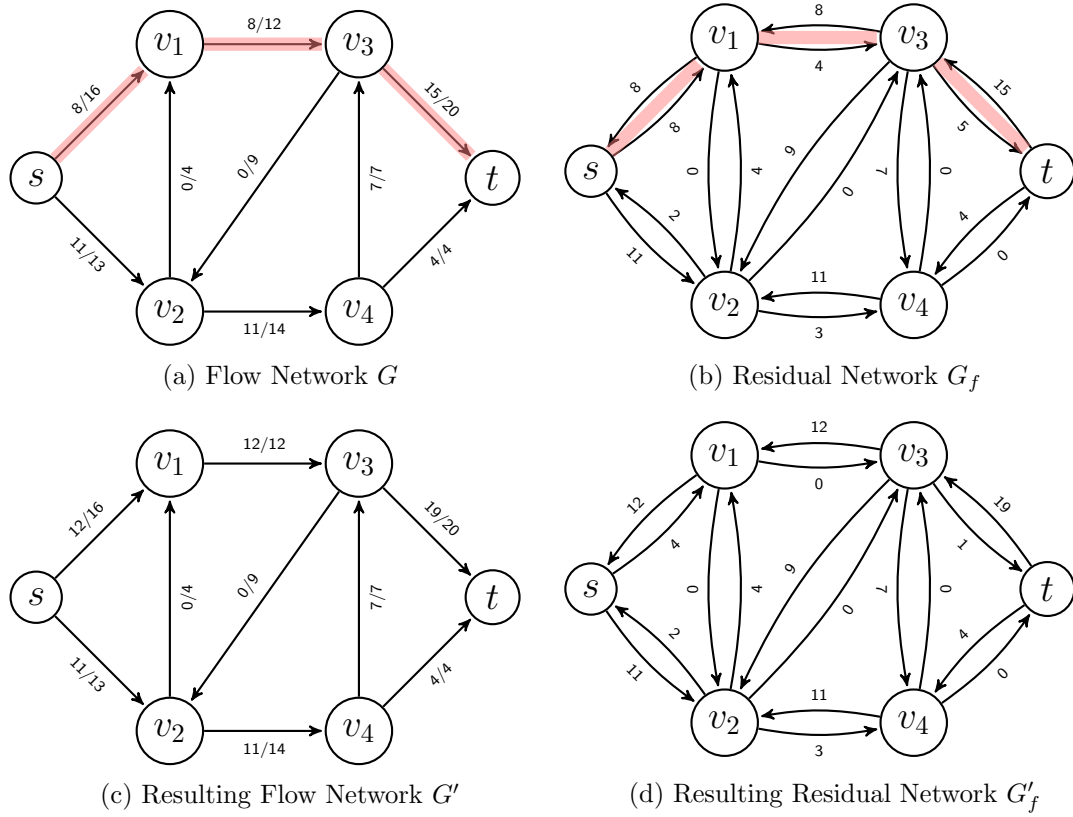 8/12
v1 v3
8/16 15/20
0/4 0/9 7/7
s t
11/13 4/4
v2 v4
11/14
(a) Flow Network G
8
v1 v3
4
8 8 15 5
0 4 9 0 7 0
s t
2 11 4 0
11
v2 v4
3
(b) Residual Network Gf
12/12
v1 v3
12/16 19/20
0/4 0/9 7/7
s t
11/13 4/4
v2 v4
11/14
(c) Resulting Flow Network G'
12
v1 v3
0
12 4 19 1
0 4 9 0 7 0
s t
2 11 4 0
11
v2 v4
3
(d) Resulting Residual Network G'f